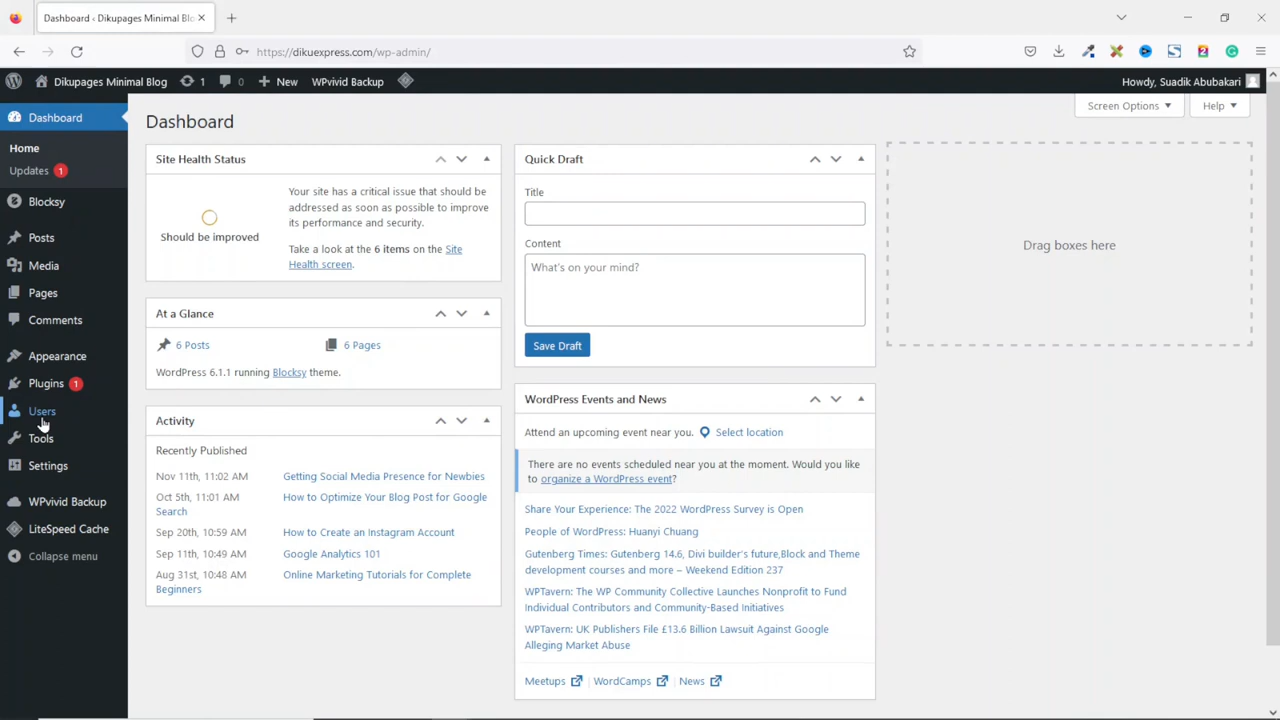 Dashboard ‹ Dikupages Minimal Blo
https://dikuexpress.com/wp-admin/
Dikupages Minimal Blog
1
0
New
WPvivid Backup
Howdy, Suadik Abubakari
Dashboard
Home
Updates 1
Blocksy
Posts
Media
Pages
Comments
Appearance
Plugins 1
Users
Tools
Settings
WPvivid Backup
LiteSpeed Cache
Collapse menu
Screen Options
Help
Dashboard
Site Health Status
Should be improved
Your site has a critical issue that should be
addressed as soon as possible to improve
its performance and security.
Take a look at the 6 items on the Site
Health screen.
At a Glance
6 Posts
6 Pages
WordPress 6.1.1 running Blocksy theme.
Activity
Recently Published
Nov 11th, 11:02 AM Getting Social Media Presence for Newbies
Oct 5th, 11:01 AM How to Optimize Your Blog Post for Google
Search
Sep 20th, 10:59 AM How to Create an Instagram Account
Sep 11th, 10:49 AM Google Analytics 101
Aug 31st, 10:48 AM Online Marketing Tutorials for Complete
Beginners
Quick Draft
Title
Content
What's on your mind?
Save Draft
WordPress Events and News
Attend an upcoming event near you. Select location
There are no events scheduled near you at the moment. Would you like
to organize a WordPress event?
Share Your Experience: The 2022 WordPress Survey is Open
People of WordPress: Huanyi Chuang
Gutenberg Times: Gutenberg 14.6, Divi builder's future,Block and Theme
development courses and more – Weekend Edition 237
WPTavern: The WP Community Collective Launches Nonprofit to Fund
Individual Contributors and Community-Based Initiatives
WPTavern: UK Publishers File £13.6 Billion Lawsuit Against Google
Alleging Market Abuse
Meetups | WordCamps | News
Drag boxes here